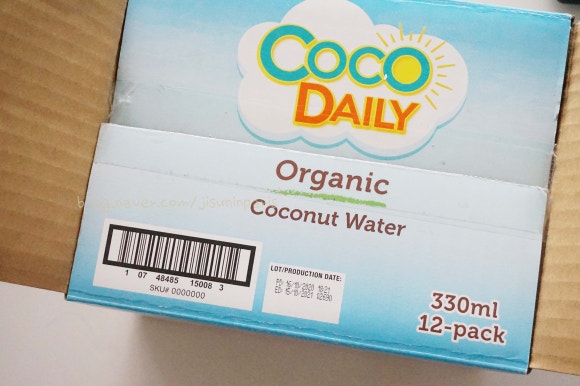 COCO
DAILY
Organic
Coconut Water
1 07 48485 15008 3
SKU# 0000000
LOT/PRODUCTION DATE:
330ml
12-pack